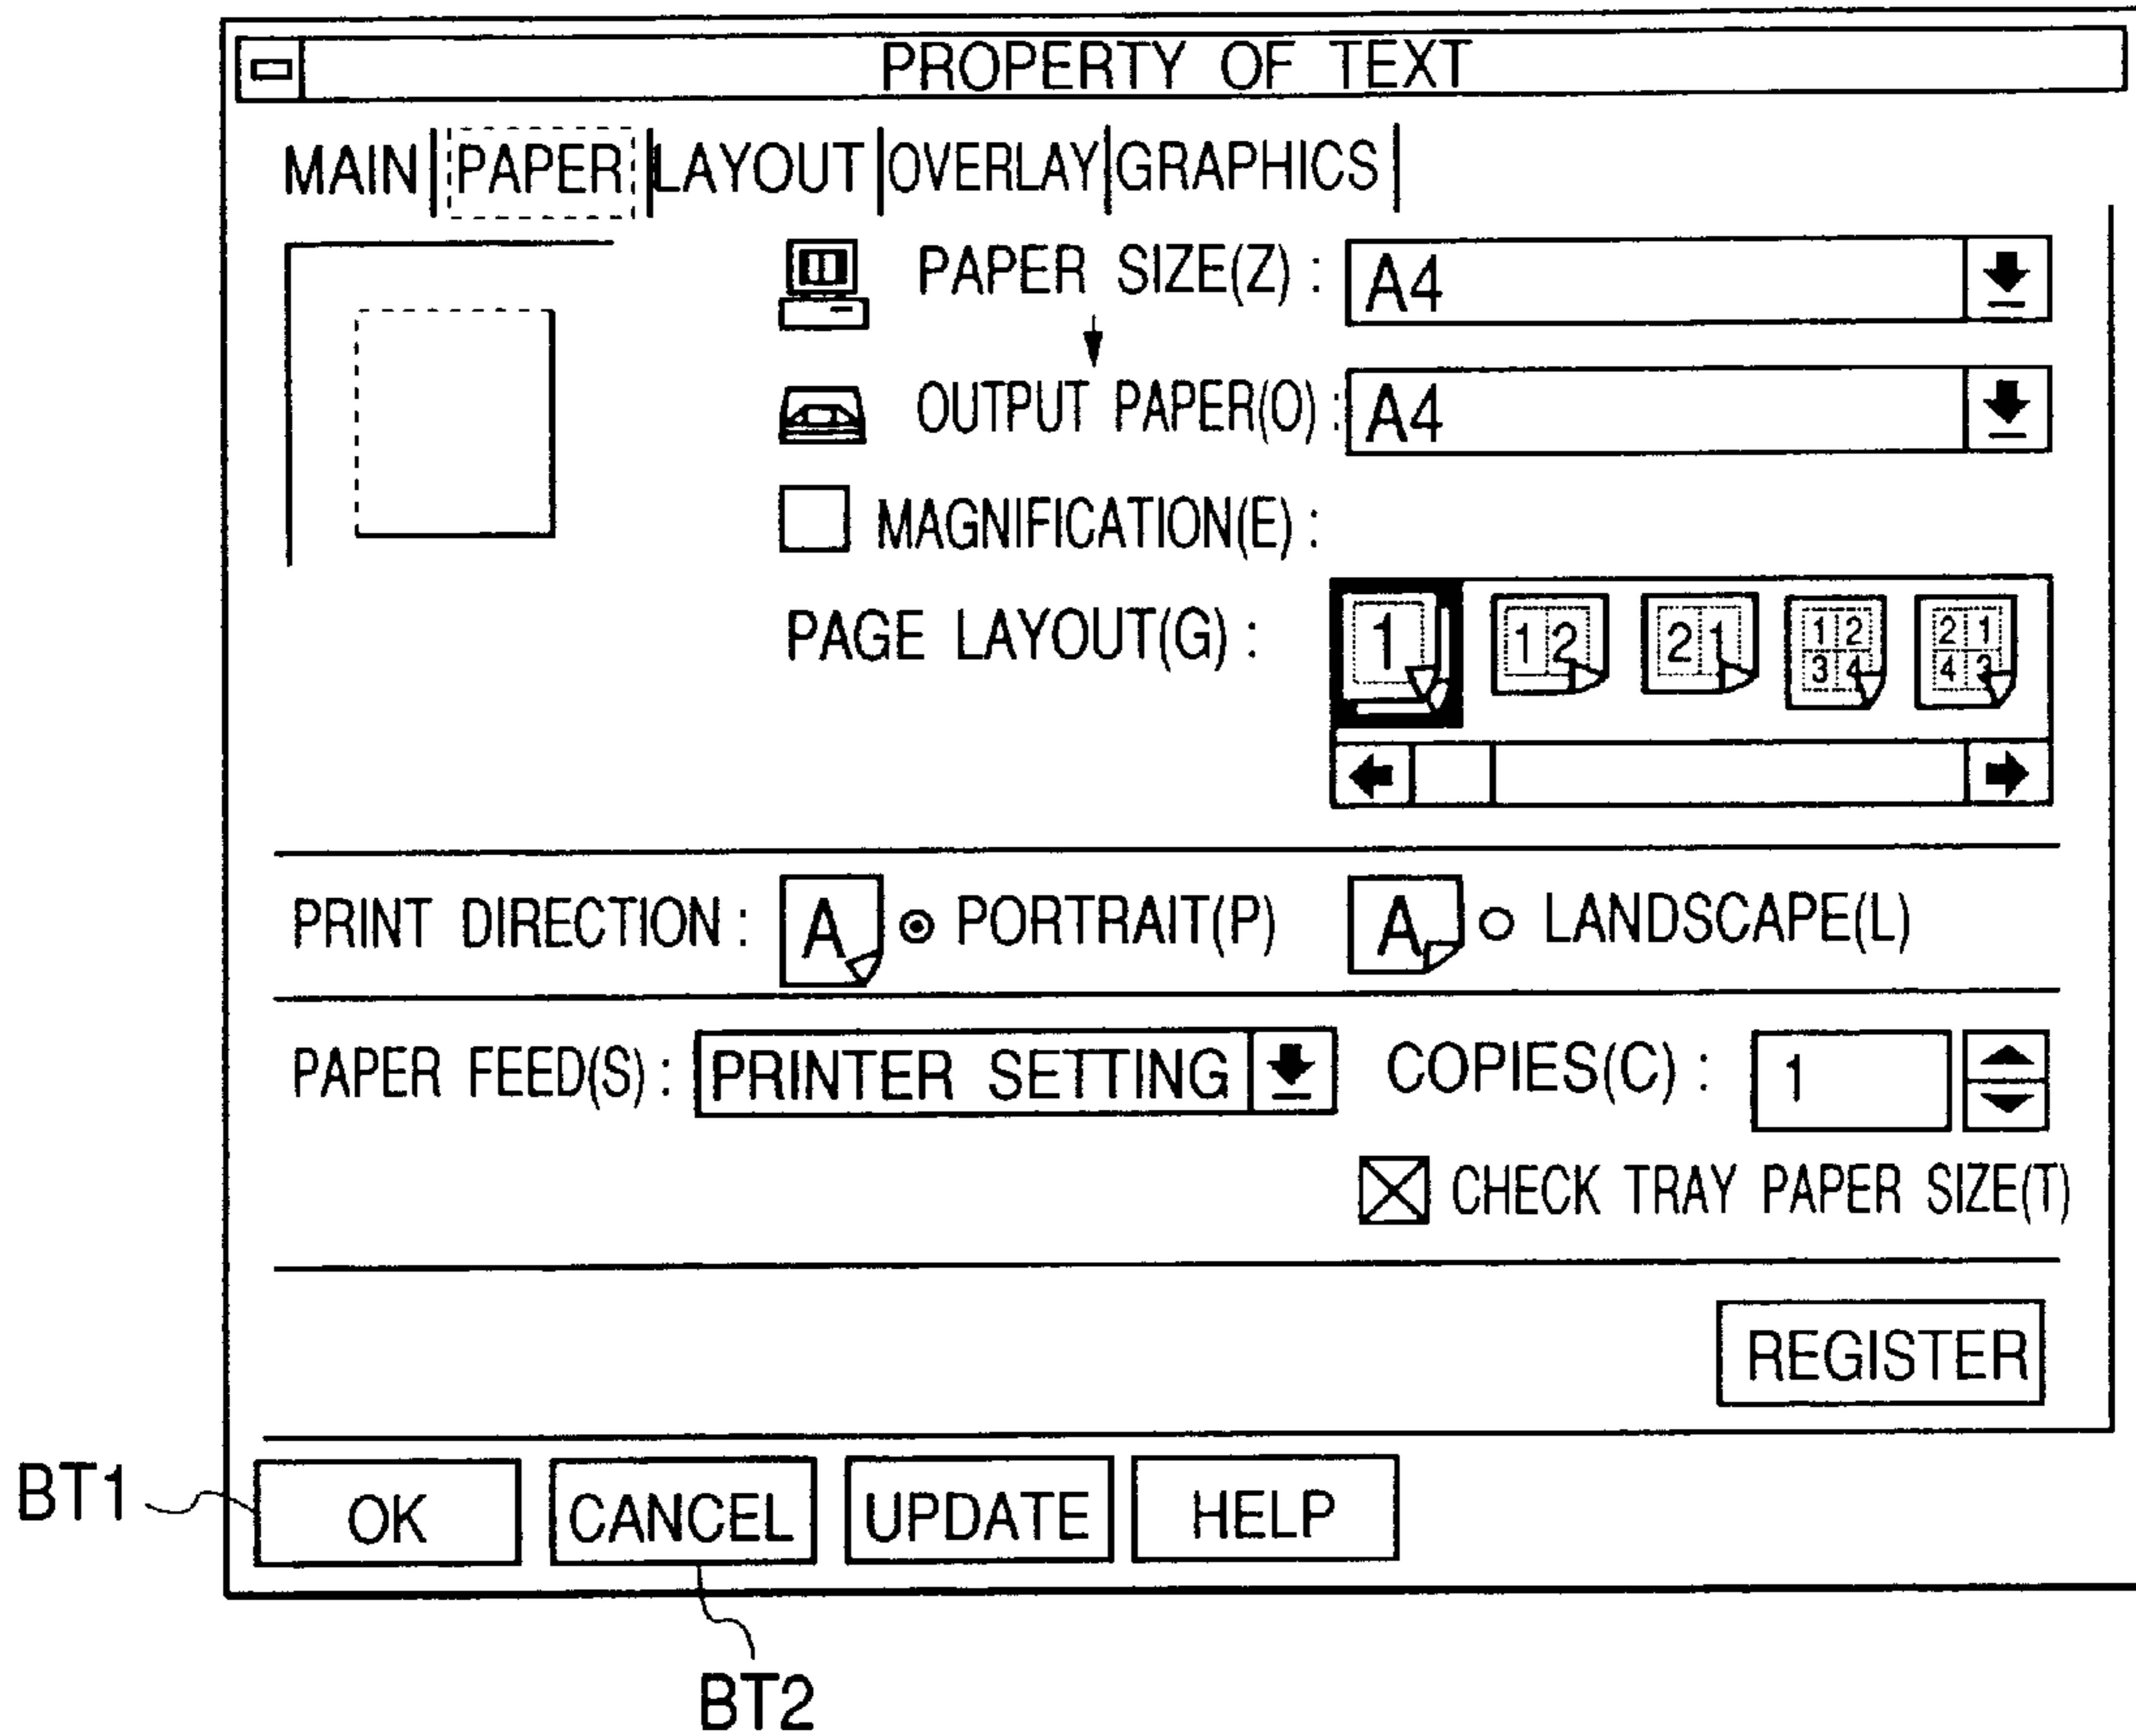 PROPERTY OF TEXT
MAIN PAPER LAYOUT OVERLAY GRAPHICS
PAPER SIZE(Z) : A4
OUTPUT PAPER(O) : A4
MAGNIFICATION(E) :
PAGE LAYOUT(G) : 1 1 2 2 1 1 2 3 4 2 1 4 3
PRINT DIRECTION : A PORTRAIT(P) A LANDSCAPE(L)
PAPER FEED(S) : PRINTER SETTING COPIES(C) : 1
CHECK TRAY PAPER SIZE(T)
REGISTER
BT1 OK CANCEL UPDATE HELP
BT2